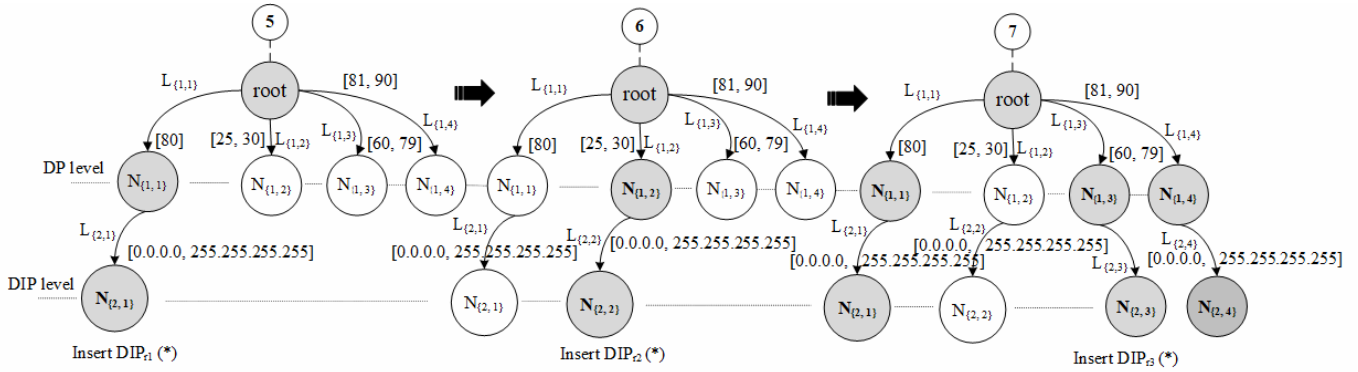 5
root
L{1,1}
[81, 90]
[80]
[25, 30]
L{1,2}
L{1,3}
[60, 79]
L{1,4}
DP level
N{1, 1}
N{1, 2}
N{1, 3}
N{1, 4}
L{2,1}
[0.0.0.0, 255.255.255.255]
DIP level
N{2, 1}
Insert DIPr1 (*)
6
root
L{1,1}
[81, 90]
[80]
[25, 30]
L{1,2}
L{1,3}
[60, 79]
L{1,4}
N{1, 1}
N{1, 2}
N{1, 3}
N{1, 4}
L{2,1}
[0.0.0.0, 255.255.255.255]
L{2,2}
[0.0.0.0, 255.255.255.255]
N{2, 1}
N{2, 2}
Insert DIPr2 (*)
7
root
L{1,1}
[81, 90]
[80]
[25, 30]
L{1,2}
L{1,3}
[60, 79]
L{1,4}
N{1, 1}
N{1, 2}
N{1, 3}
N{1, 4}
L{2,1}
[0.0.0.0, 255.255.255.255]
L{2,2}
[0.0.0.0, 255.255.255.255]
L{2,3}
L{2,4}
[0.0.0.0, 255.255.255.255]
N{2, 1}
N{2, 2}
N{2, 3}
N{2, 4}
Insert DIPr3 (*)